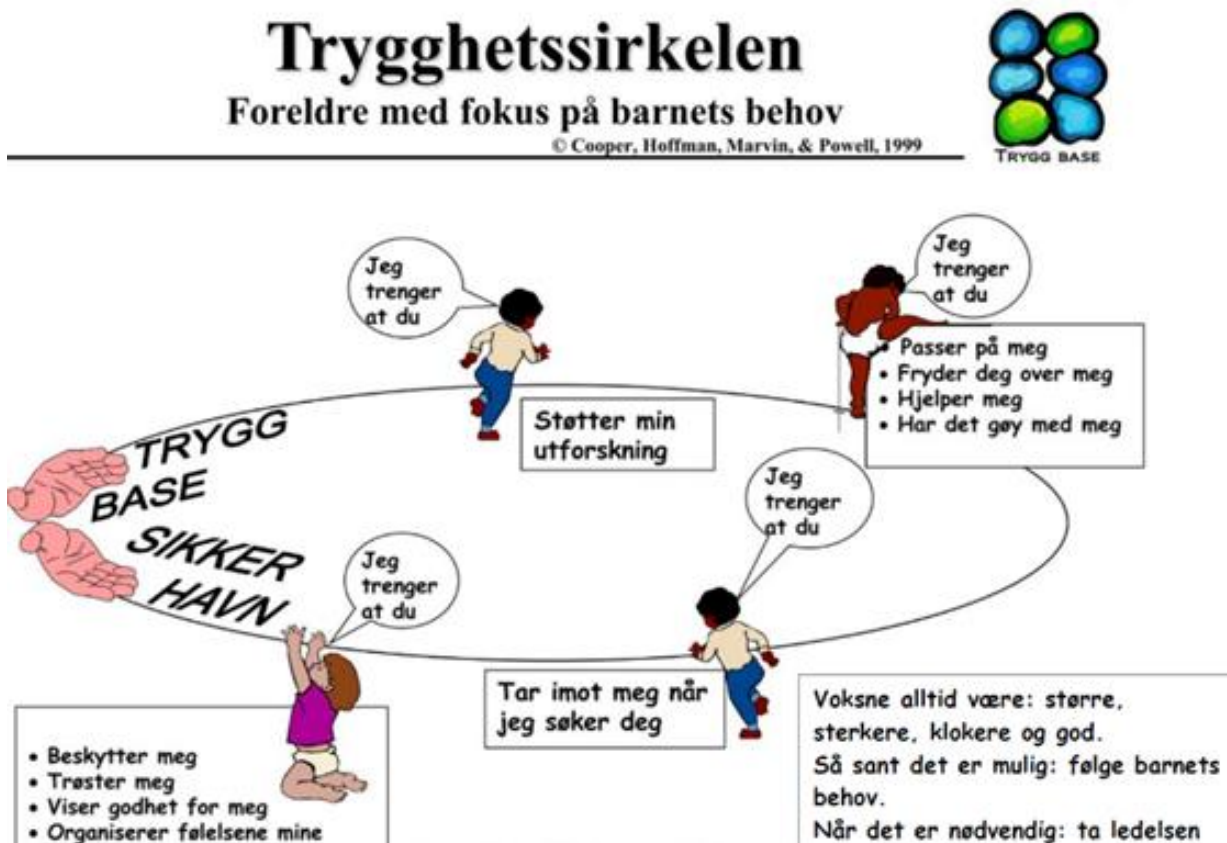 Trygghetssirkelen
Foreldre med fokus på barnets behov
© Cooper, Hoffman, Marvin, & Powell, 1999
TRYGG BASE
Jeg
trenger
at du
Støtter min
utforskning
Jeg
trenger
at du
• Passer på meg
• Fryder deg over meg
• Hjelper meg
• Har det gøy med meg
TRYGG
BASE
SIKKER
HAVN
Jeg
trenger
at du
Tar imot meg når
jeg søker deg
Jeg
trenger
at du
• Beskytter meg
• Trøster meg
• Viser godhet for meg
• Organiserer følelsene mine
Voksne alltid være: større,
sterkere, klokere og god.
Så sant det er mulig: følge barnets
behov.
Når det er nødvendig: ta ledelsen